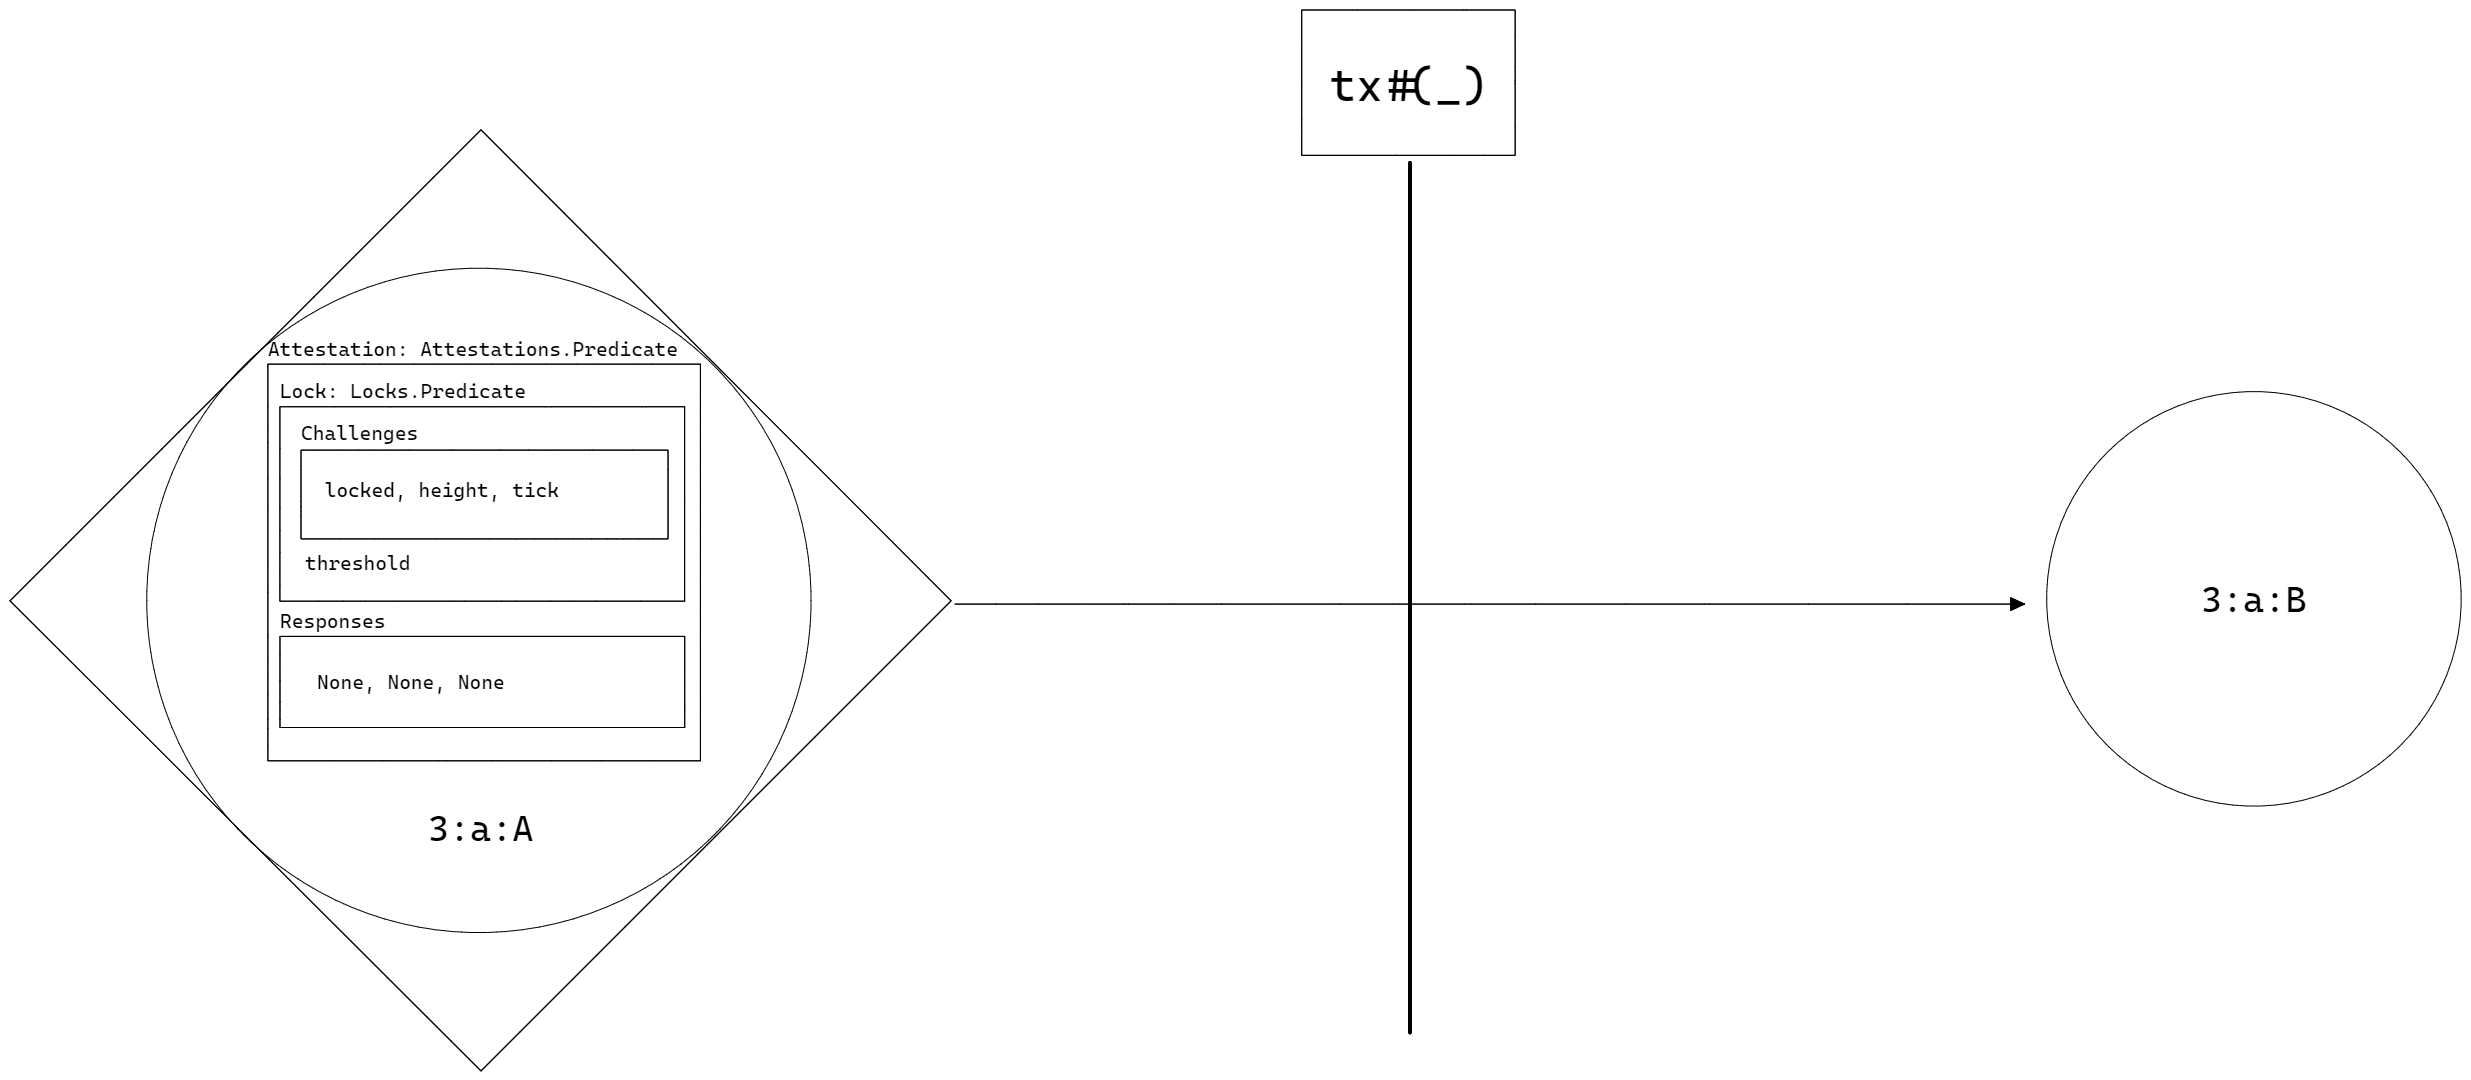 tx#(_)
Attestation: Attestations.Predicate
Lock: Locks.Predicate
Challenges
locked, height, tick
threshold
Responses
None, None, None
3:a:A
3:a:B